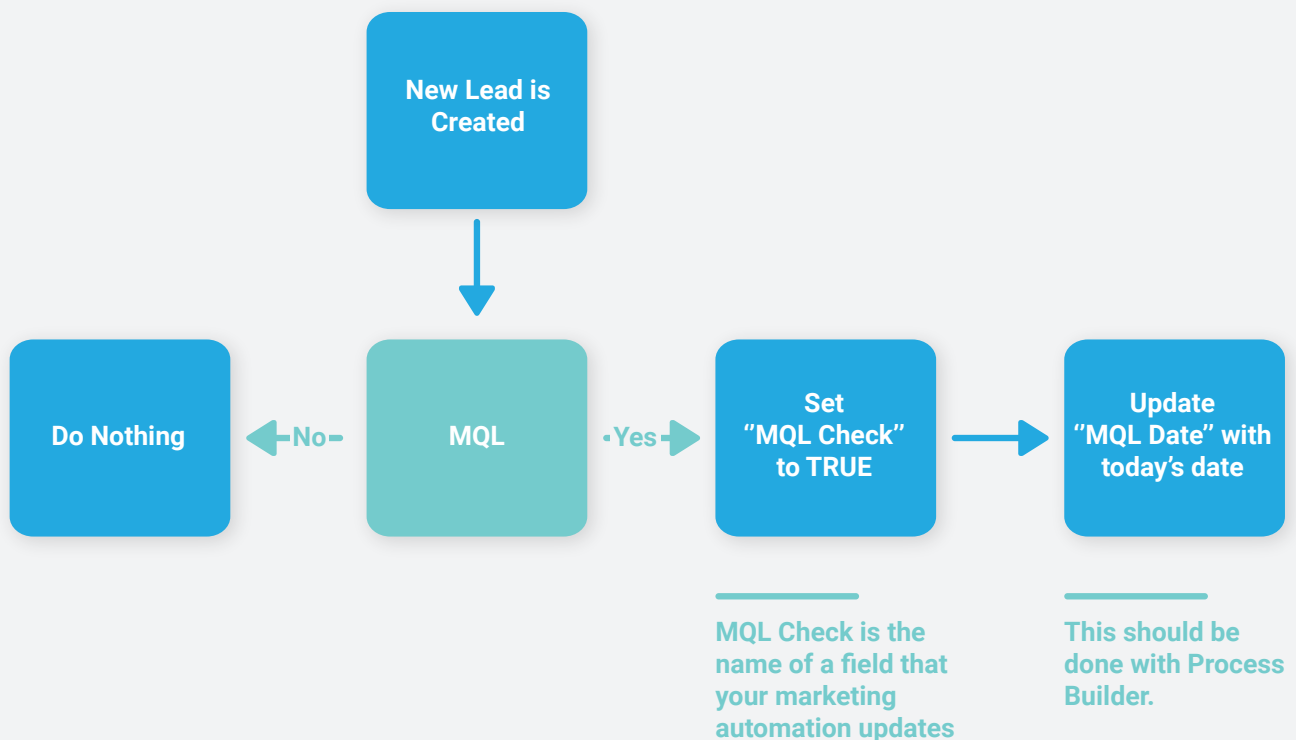 New Lead is
Created
Do Nothing
No
MQL
Yes
Set
‘’MQL Check’’
to TRUE
Update
‘’MQL Date’’ with
today’s date
MQL Check is the
name of a field that
your marketing
automation updates
This should be
done with Process
Builder.